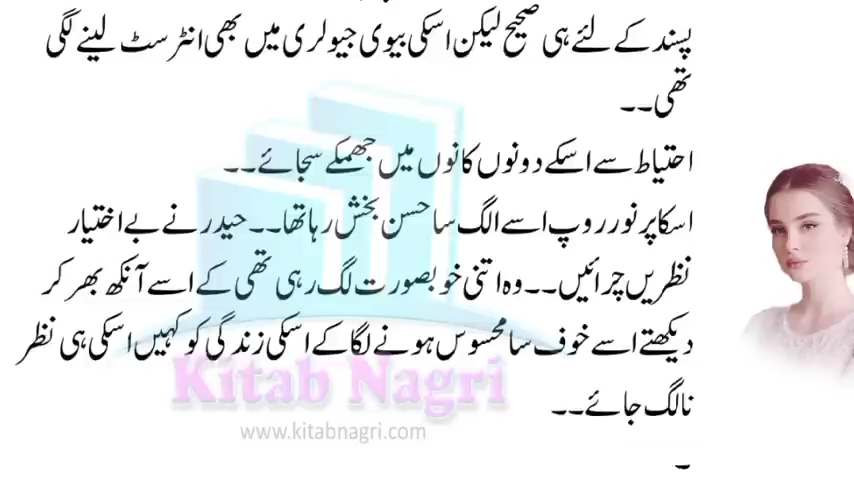 پسند کے لئے ہی صحیح لیکن اسکی بیوی جیولری میں بھی انٹرسٹ لینے لگی
تھی۔۔
احتیاط سے اسکے دونوں کانوں میں جھمکے سجائے۔۔
اسکا پر نور روپ اسے الگ سا حسن بخش رہا تھا۔۔ حیدر نے بے اختیار
نظریں چرائیں۔۔ وہ اتنی خوبصورت لگ رہی تھی کے اسے آنکھ بھر کر
دیکھتے اسے خوف سا محسوس ہونے لگا کے اسکی زندگی کو کہیں اسکی ہی نظر
نا لگ جائے۔۔
Kitab Nagri
www.kitabnagri.com
۔